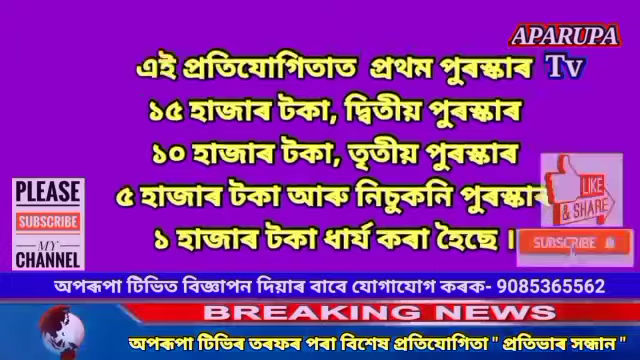 APARUPA
Tv
এই প্ৰতিযোগিতাত প্ৰথম পুৰস্কাৰ
১৫ হাজাৰ টকা, দ্বিতীয় পুৰস্কাৰ
১০ হাজাৰ টকা, তৃতীয় পুৰস্কাৰ
৫ হাজাৰ টকা আৰু নিচুকনি পুৰস্কাৰ
১ হাজাৰ টকা ধাৰ্য কৰা হৈছে ।
PLEASE
SUBSCRIBE
MY
CHANNEL
LIKE
& SHARE
SUBSCRIBE
অপৰূপা টিভিত বিজ্ঞাপন দিয়াৰ বাবে যোগাযোগ কৰক- 9085365562
BREAKING NEWS
অপৰূপা টিভিৰ তৰফৰ পৰা বিশেষ প্ৰতিযোগিতা " প্ৰতিভাৰ সন্ধান "